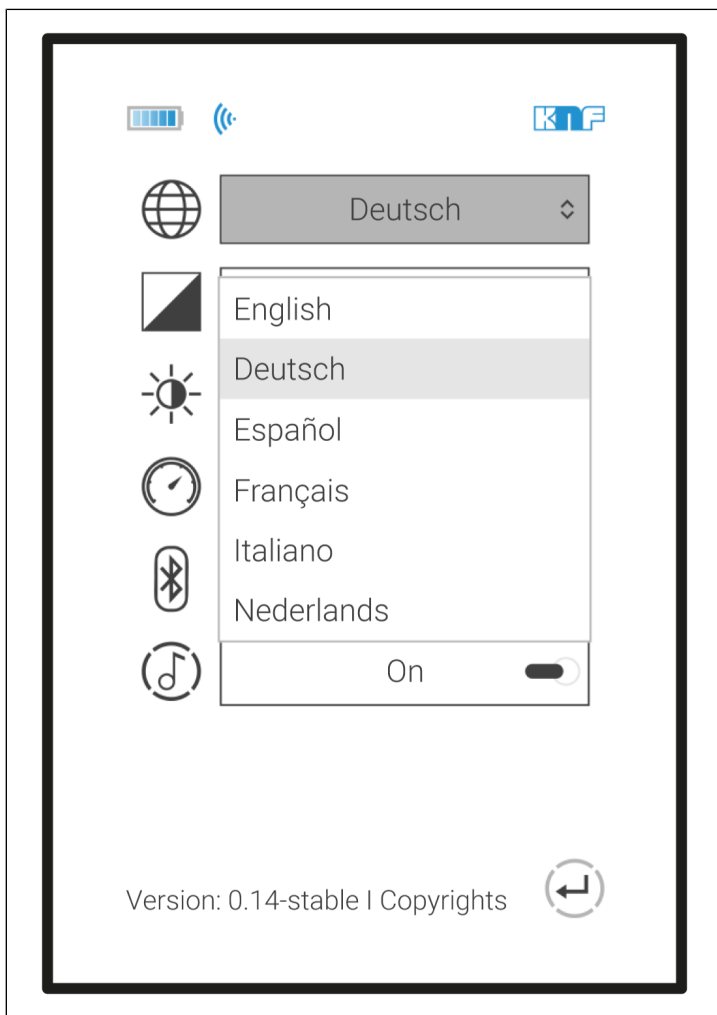 KNF
Deutsch
English
Deutsch
Español
Français
Italiano
Nederlands
On
Version: 0.14-stable I Copyrights